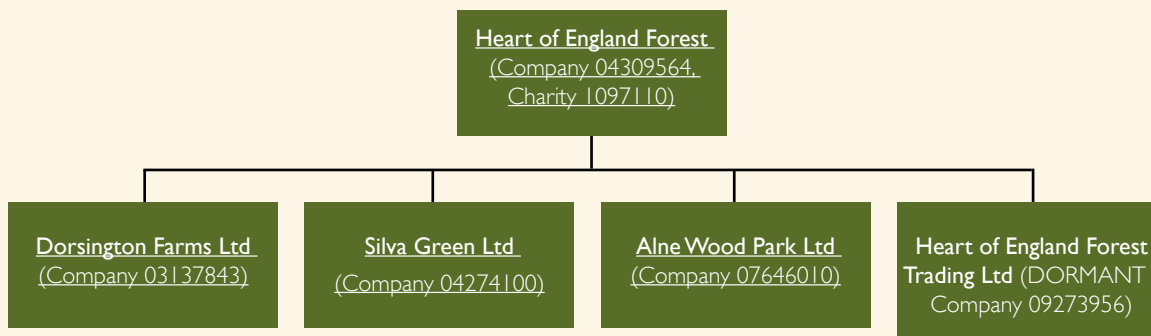 Heart of England Forest
(Company 04309564,
Charity 1097110)
Dorsington Farms Ltd
(Company 03137843)
Silva Green Ltd
(Company 04274100)
Alne Wood Park Ltd
(Company 07646010)
Heart of England Forest
Trading Ltd (DORMANT
Company 09273956)